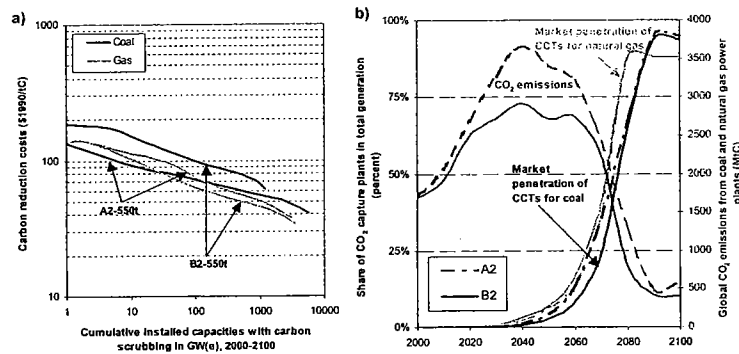 a)
Carbon reduction costs ($1990/tC)
1000
100
10
Coal
Gas
A2-550t
B2-550t
1 10 100 1000 10000
Cumulative installed capacities with carbon
scrubbing in GW(e), 2000-2100
b)
Share of CO2 capture plants in total generation
(percent)
100%
75%
50%
25%
0%
Market
penetration of
CCTs for natural gas
CO2 emissions
Market
penetration of
CCTs for coal
A2
B2
2000 2020 2040 2060 2080 2100
4000
3500
3000
2500
2000
1500
1000
500
0
Global CO2 emissions from coal and natural gas power
plants (MtC)